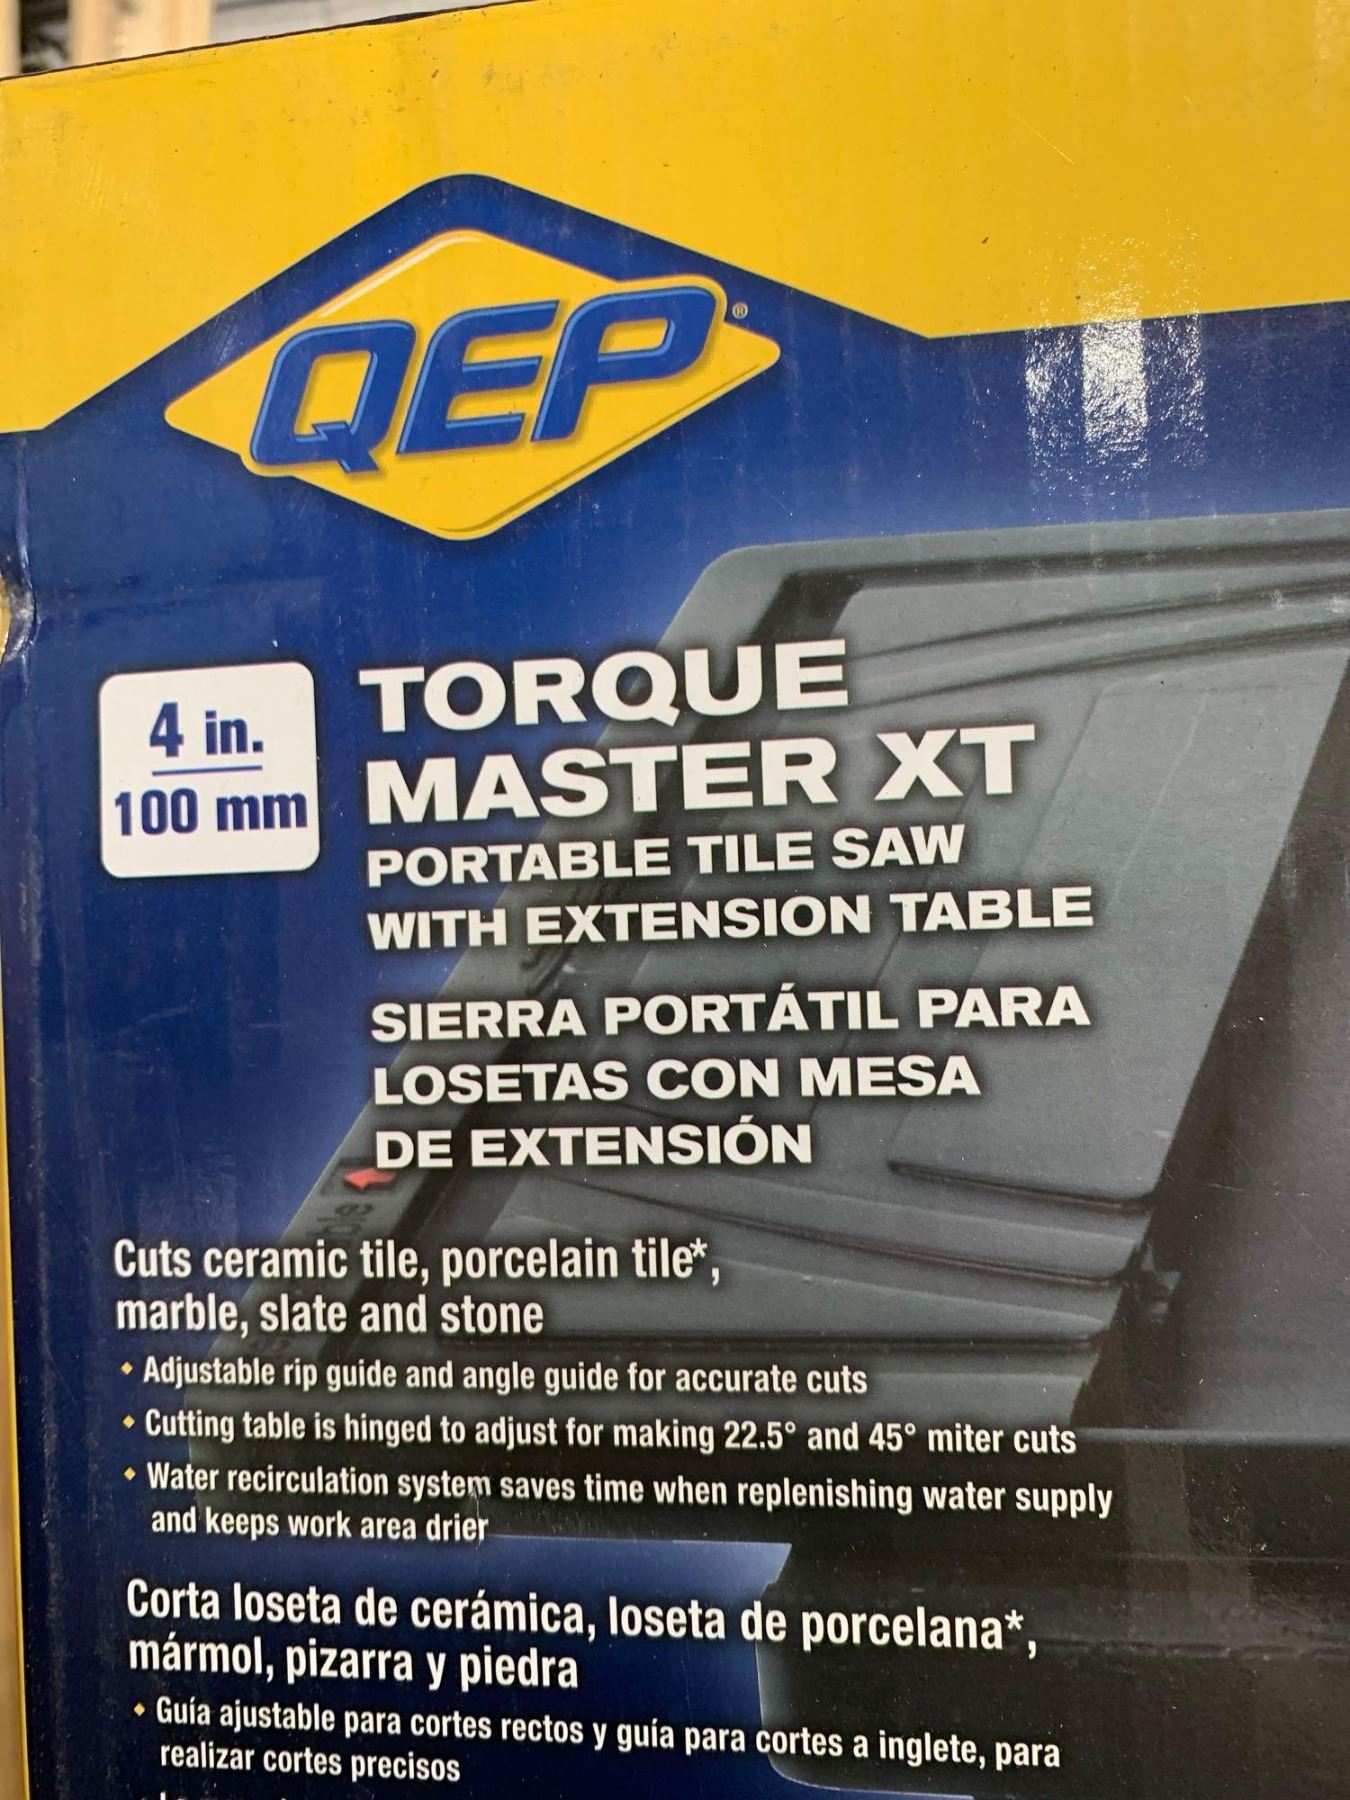 QEP®
4 in.
100 mm
TORQUE
MASTER XT
PORTABLE TILE SAW
WITH EXTENSION TABLE
SIERRA PORTÁTIL PARA
LOSETAS CON MESA
DE EXTENSIÓN
Cuts ceramic tile, porcelain tile*,
marble, slate and stone
• Adjustable rip guide and angle guide for accurate cuts
• Cutting table is hinged to adjust for making 22.5° and 45° miter cuts
• Water recirculation system saves time when replenishing water supply
and keeps work area drier
Corta loseta de cerámica, loseta de porcelana*,
mármol, pizarra y piedra
• Guía ajustable para cortes rectos y guía para cortes a inglete, para
realizar cortes precisos